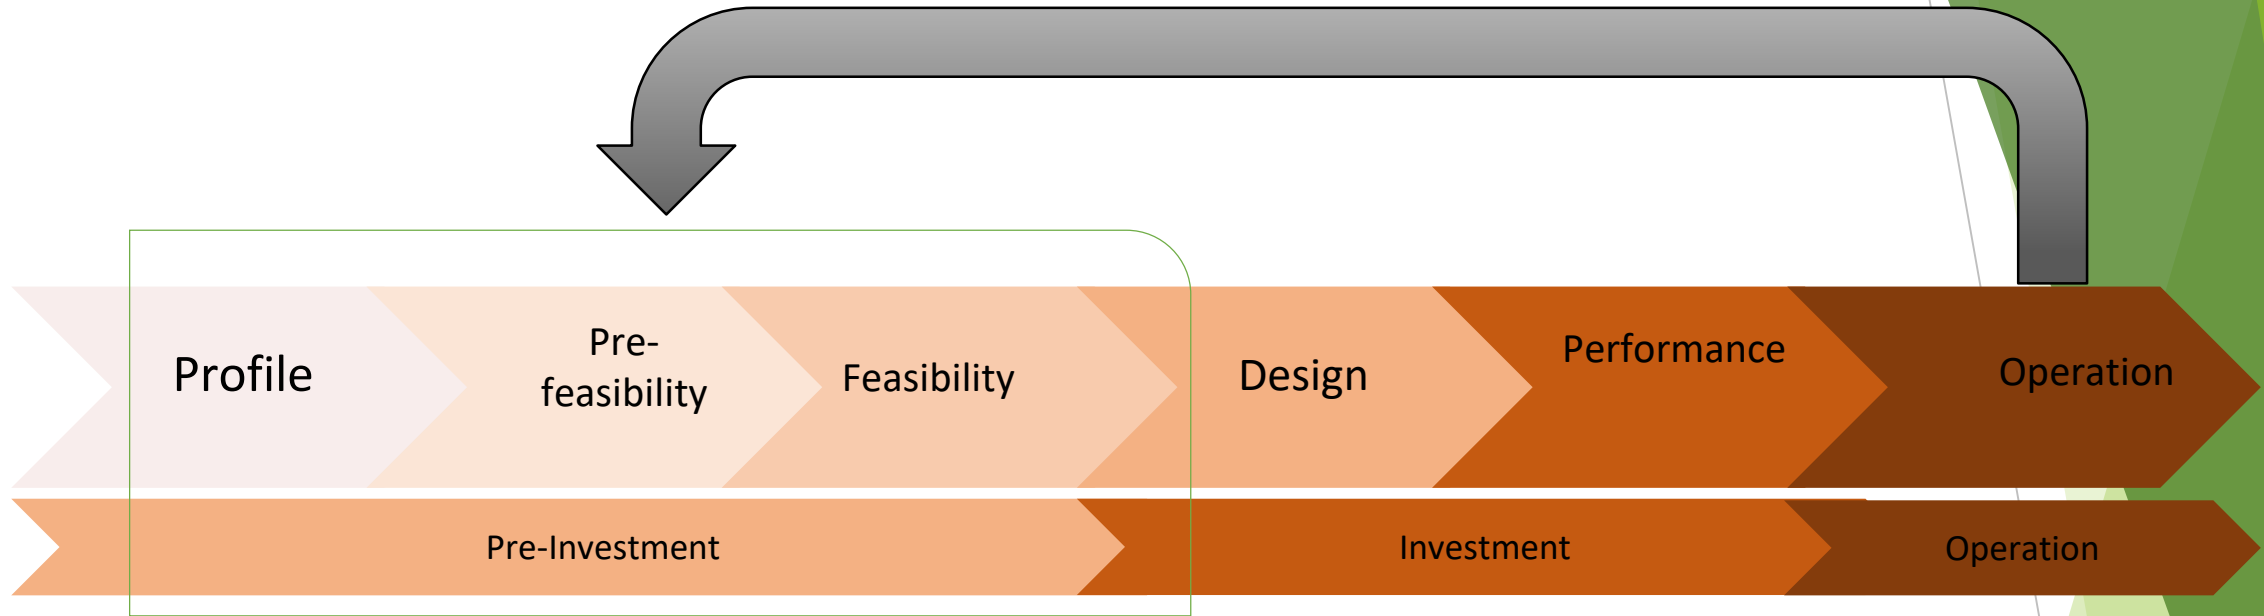 Profile
Pre-
feasibility
Feasibility
Design
Performance
Operation
Pre-Investment
Investment
Operation